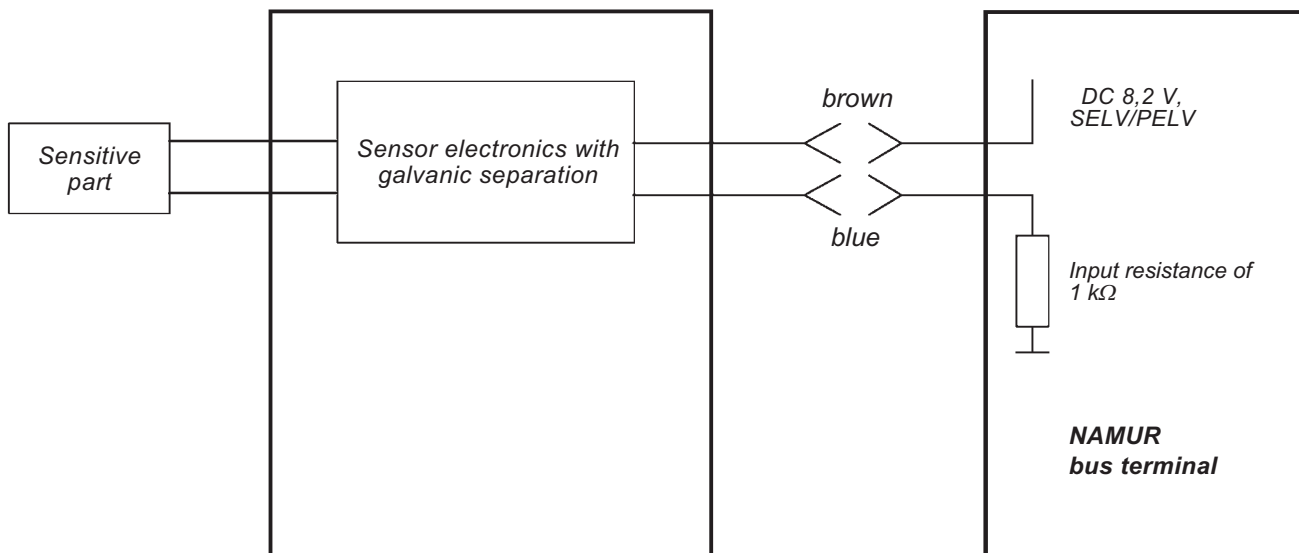 Sensitive
part
Sensor electronics with
galvanic separation
brown
blue
DC 8,2 V,
SELV/PELV
Input resistance of
1 kΩ
NAMUR
bus terminal